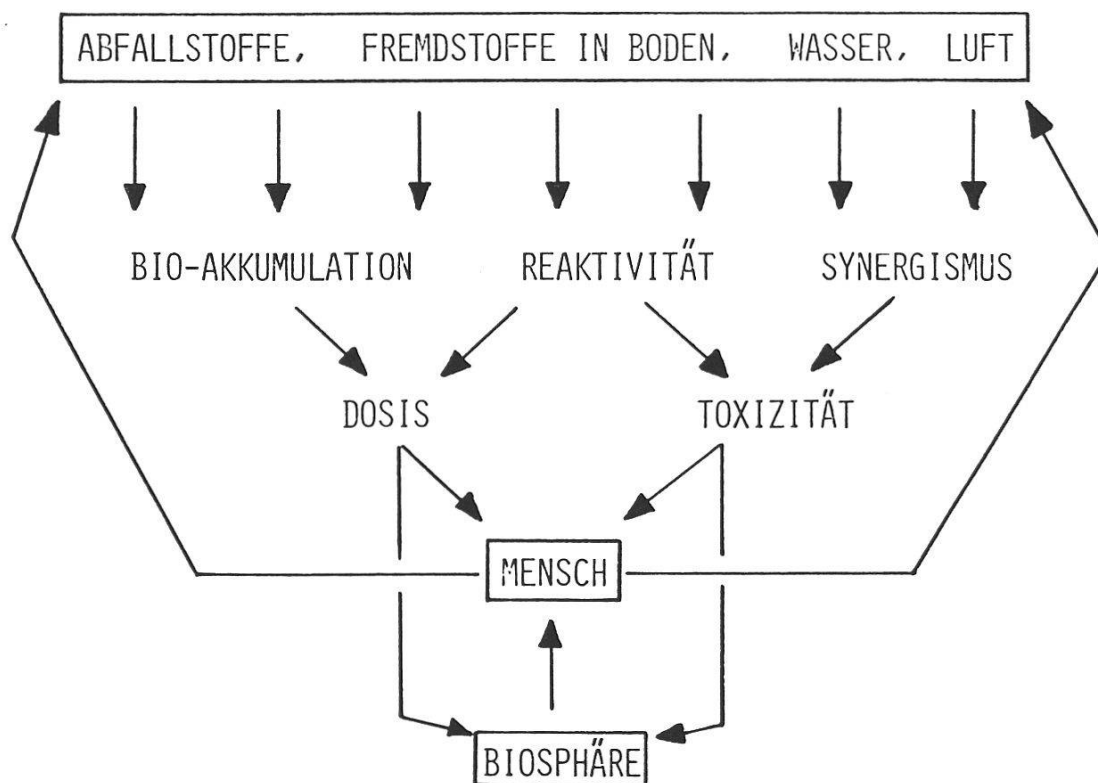 ABFALLSTOFFE, FREMDSTOFFE IN BODEN, WASSER, LUFT
BIO-AKKUMULATION REAKTIVITÄT SYNERGISMUS
DOSIS TOXIZITÄT
MENSCH
BIOSPHÄRE